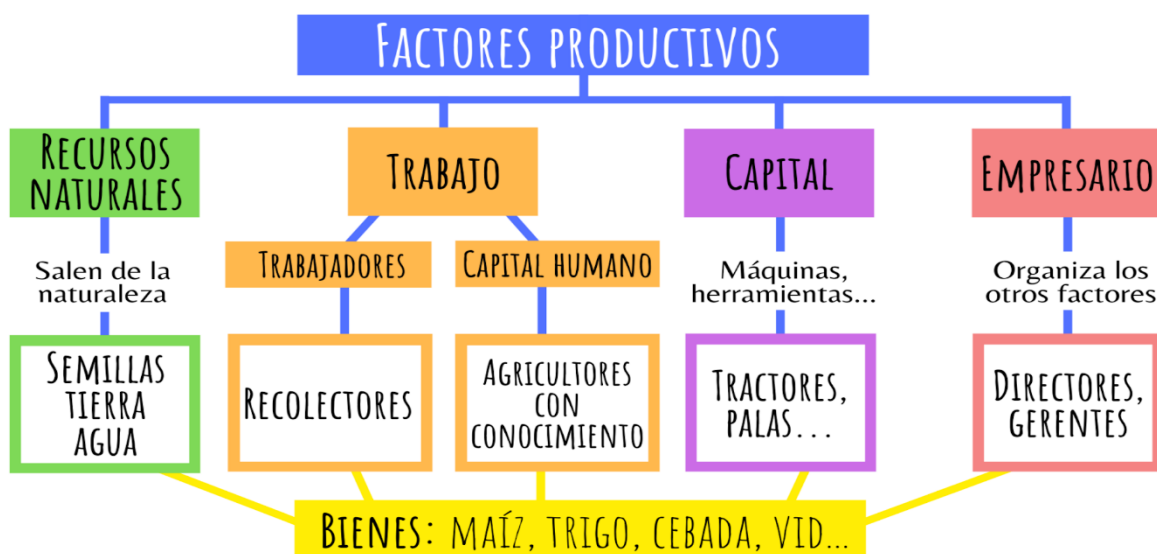 FACTORES PRODUCTIVOS
RECURSOS
NATURALES
TRABAJO
CAPITAL
EMPRESARIO
Salen de la
naturaleza
TRABAJADORES
CAPITAL HUMANO
Máquinas,
herramientas...
Organiza los
otros factores
SEMILLAS
TIERRA
AGUA
RECOLECTORES
AGRICULTORES
CON
CONOCIMIENTO
TRACTORES,
PALAS...
DIRECTORES,
GERENTES
BIENES: MAÍZ, TRIGO, CEBADA, VID...